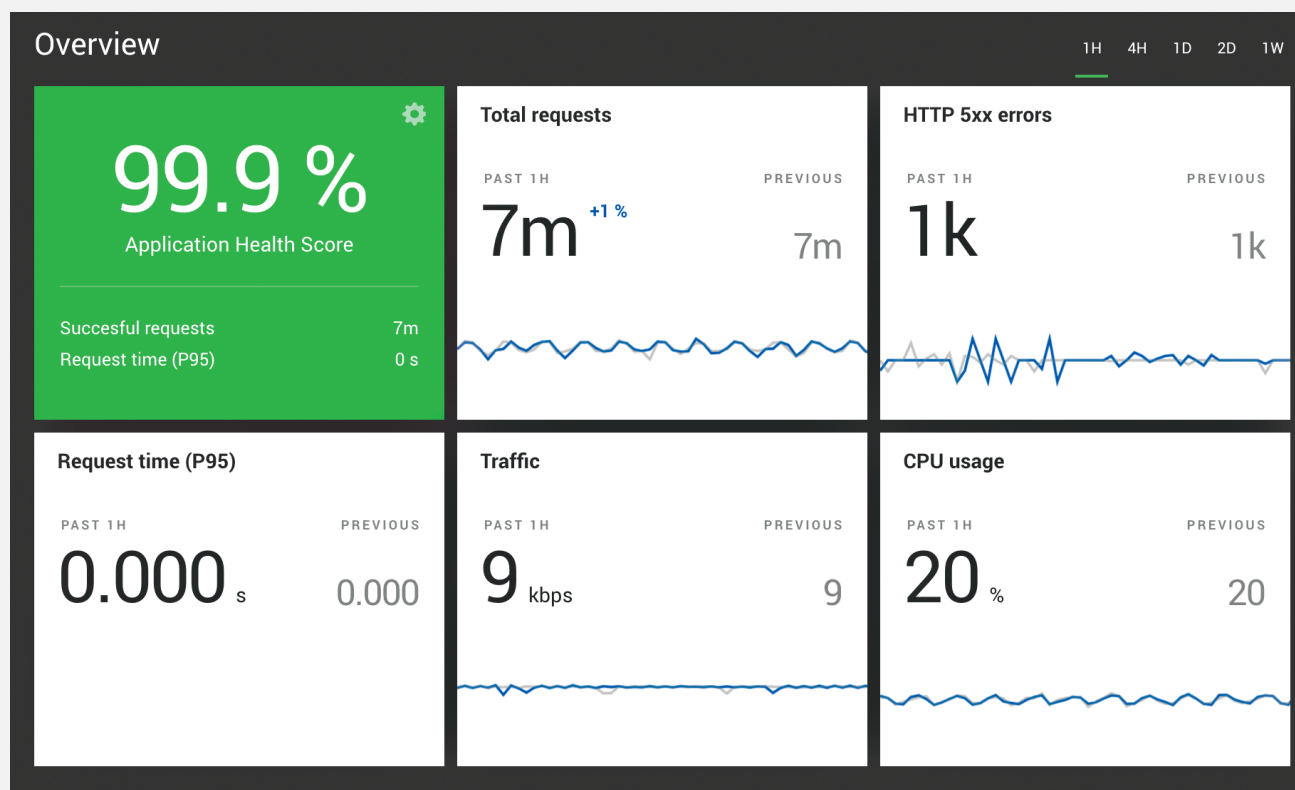 Overview
1H 4H 1D 2D 1W
99.9 %
Application Health Score
Succesful requests 7m
Request time (P95) 0 s
Total requests
PAST 1H PREVIOUS
7m +1 % 7m
HTTP 5xx errors
PAST 1H PREVIOUS
1k 1k
Request time (P95)
PAST 1H PREVIOUS
0.000 s 0.000
Traffic
PAST 1H PREVIOUS
9 kbps 9
CPU usage
PAST 1H PREVIOUS
20 % 20